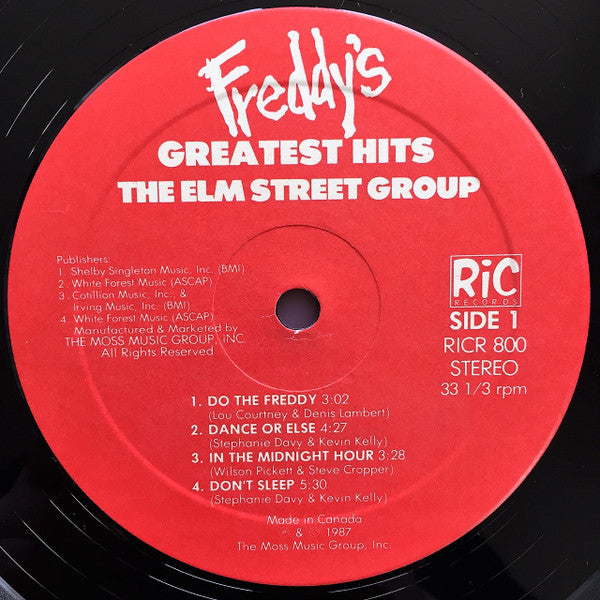 Freddy's
GREATEST HITS
THE ELM STREET GROUP
Publishers:
1. Shelby Singleton Music, Inc. (BMI)
2. White Forest Music (ASCAP)
3. Cotillian Music, Inc., &
Irving Music, Inc. (BMI)
4. White Forest Music (ASCAP)
Manufactured & Marketed by
THE MOSS MUSIC GROUP, INC.
All Rights Reserved
RiC
RECORDS
SIDE 1
RICR 800
STEREO
33 1/3 rpm
1. DO THE FREDDY 3:02
(Lou Courtney & Denis Lambert)
2. DANCE OR ELSE 4:27
(Stephanie Davy & Kevin Kelly)
3. IN THE MIDNIGHT HOUR 3:28
(Wilson Pickett & Steve Cropper)
4. DON'T SLEEP 5:30
(Stephanie Davy & Kevin Kelly)
Made in Canada
℗ & © 1987
The Moss Music Group, Inc.